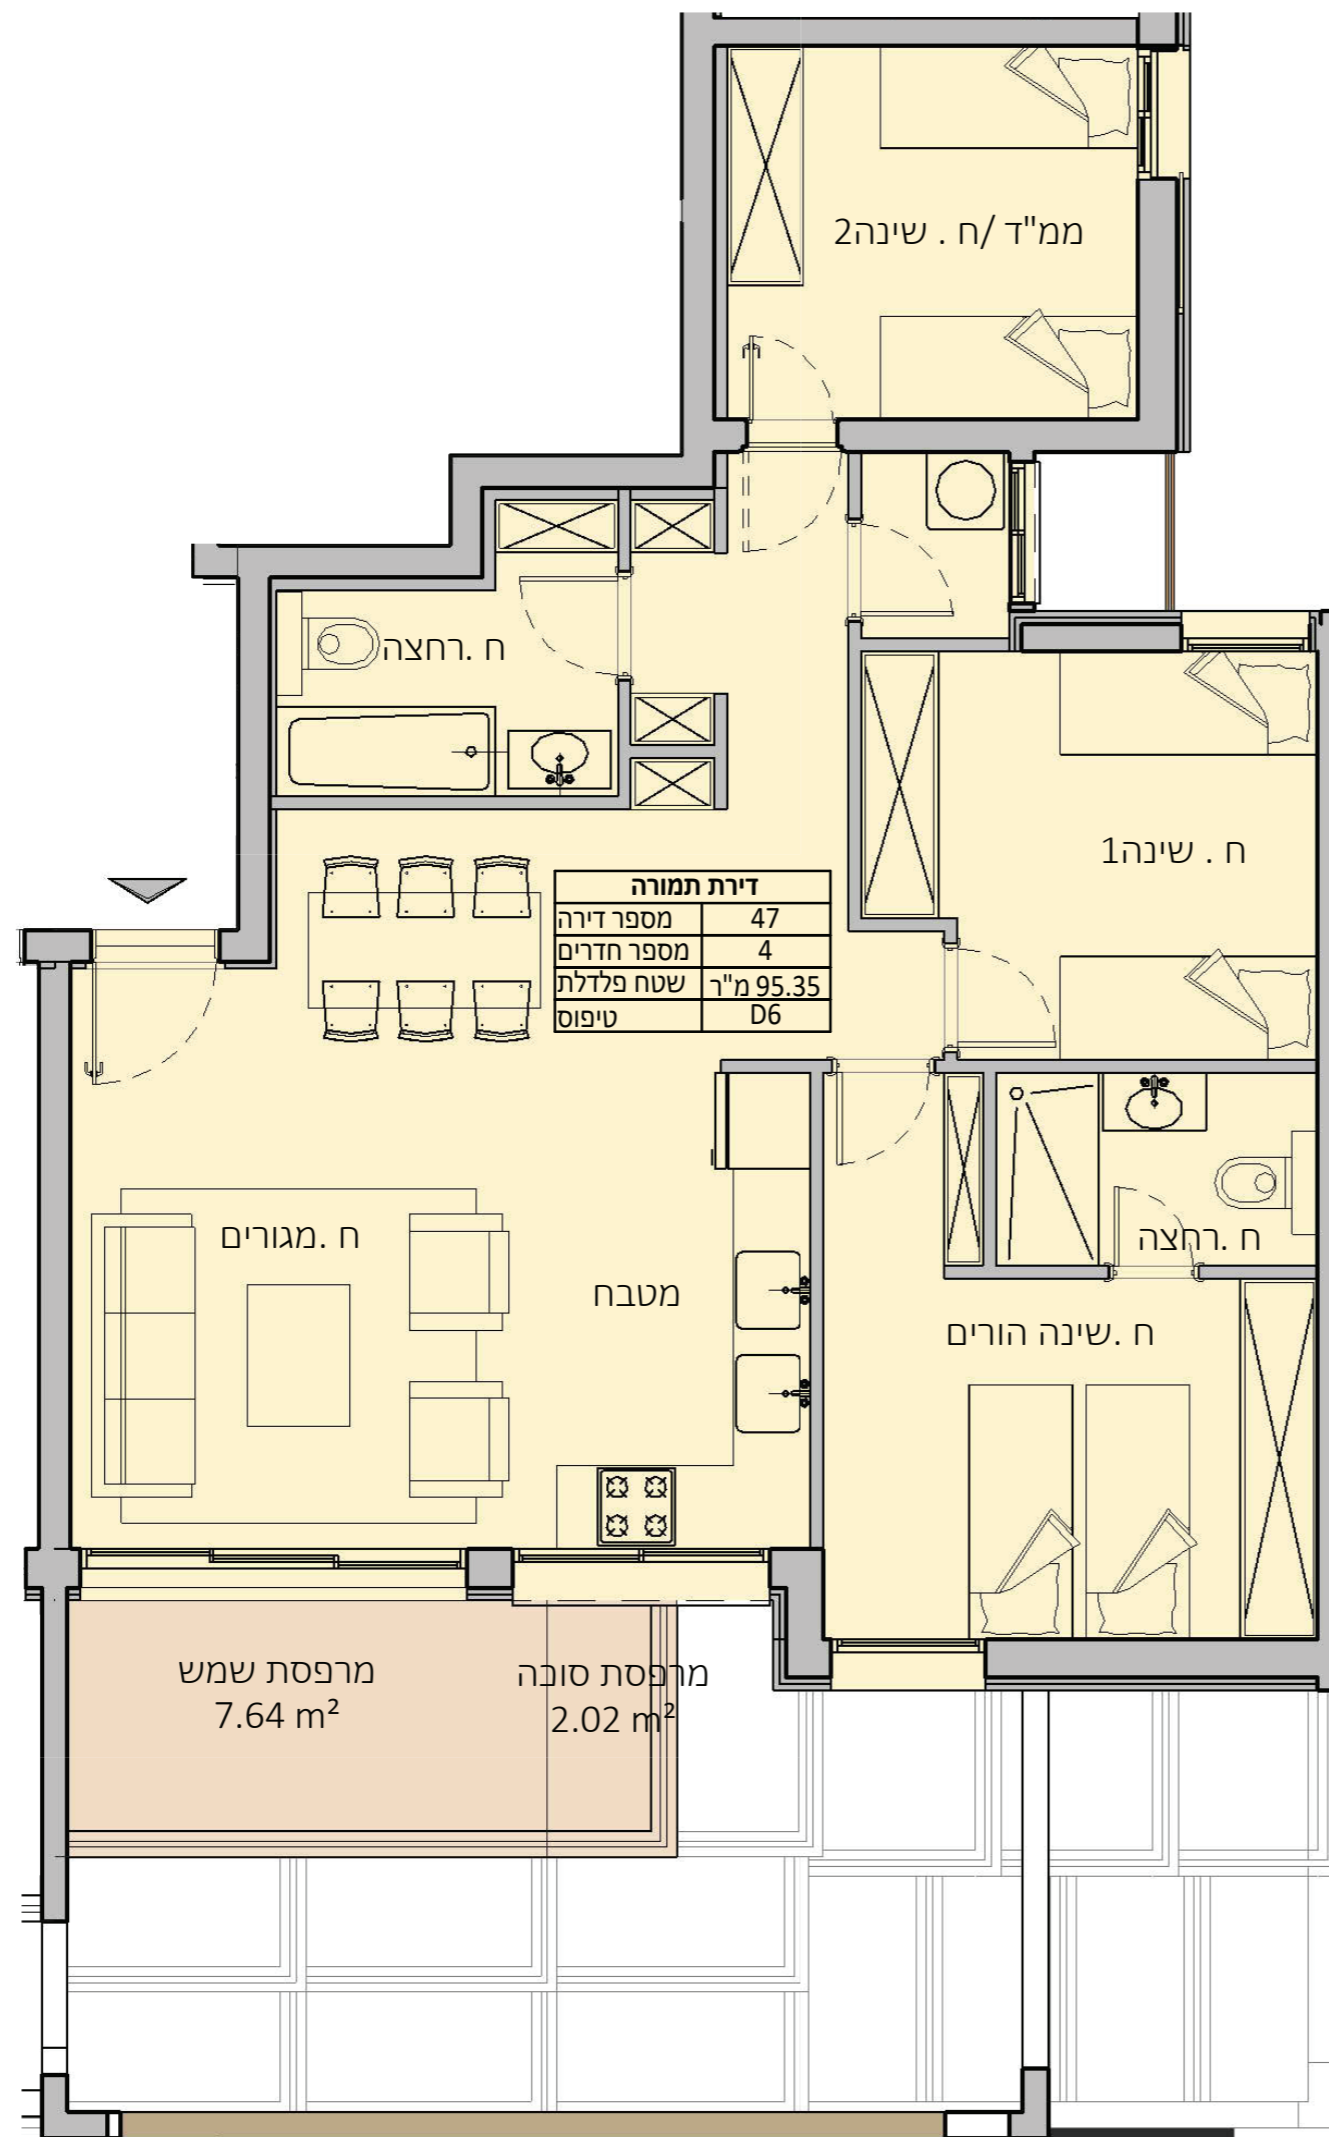 ממ"ד /ח . שינה2
ח .רחצה
ח . שינה1
דירת תמורה
מספר דירה 47
מספר חדרים 4
שטח פלדלת 95.35 מ"ר
טיפוס D6
ח .רחצה
ח .מגורים
מטבח
ח .שינה הורים
מרפסת שמש
7.64 m²
מרפסת סוכה
2.02 m²